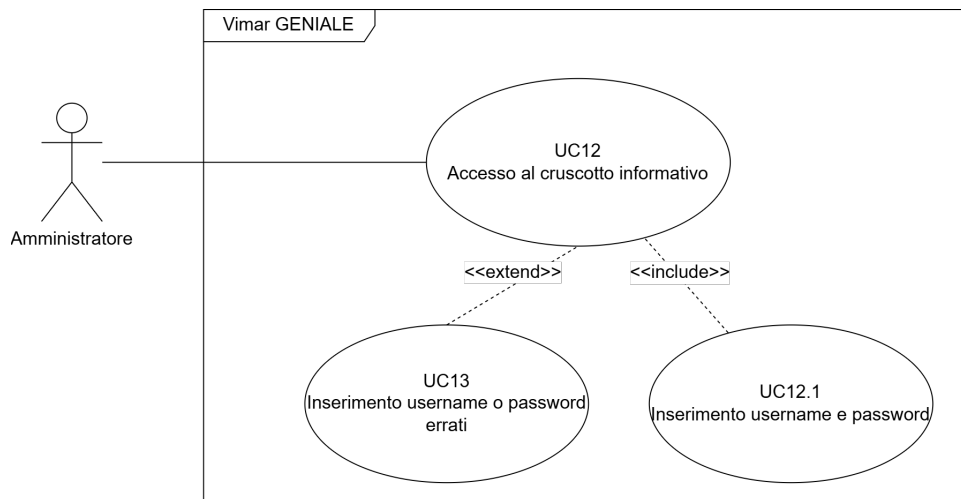 Vimar GENIALE
UC12
Accesso al cruscotto informativo
Amministratore
<<extend>>
<<include>>
UC13
Inserimento username o password
errati
UC12.1
Inserimento username e password